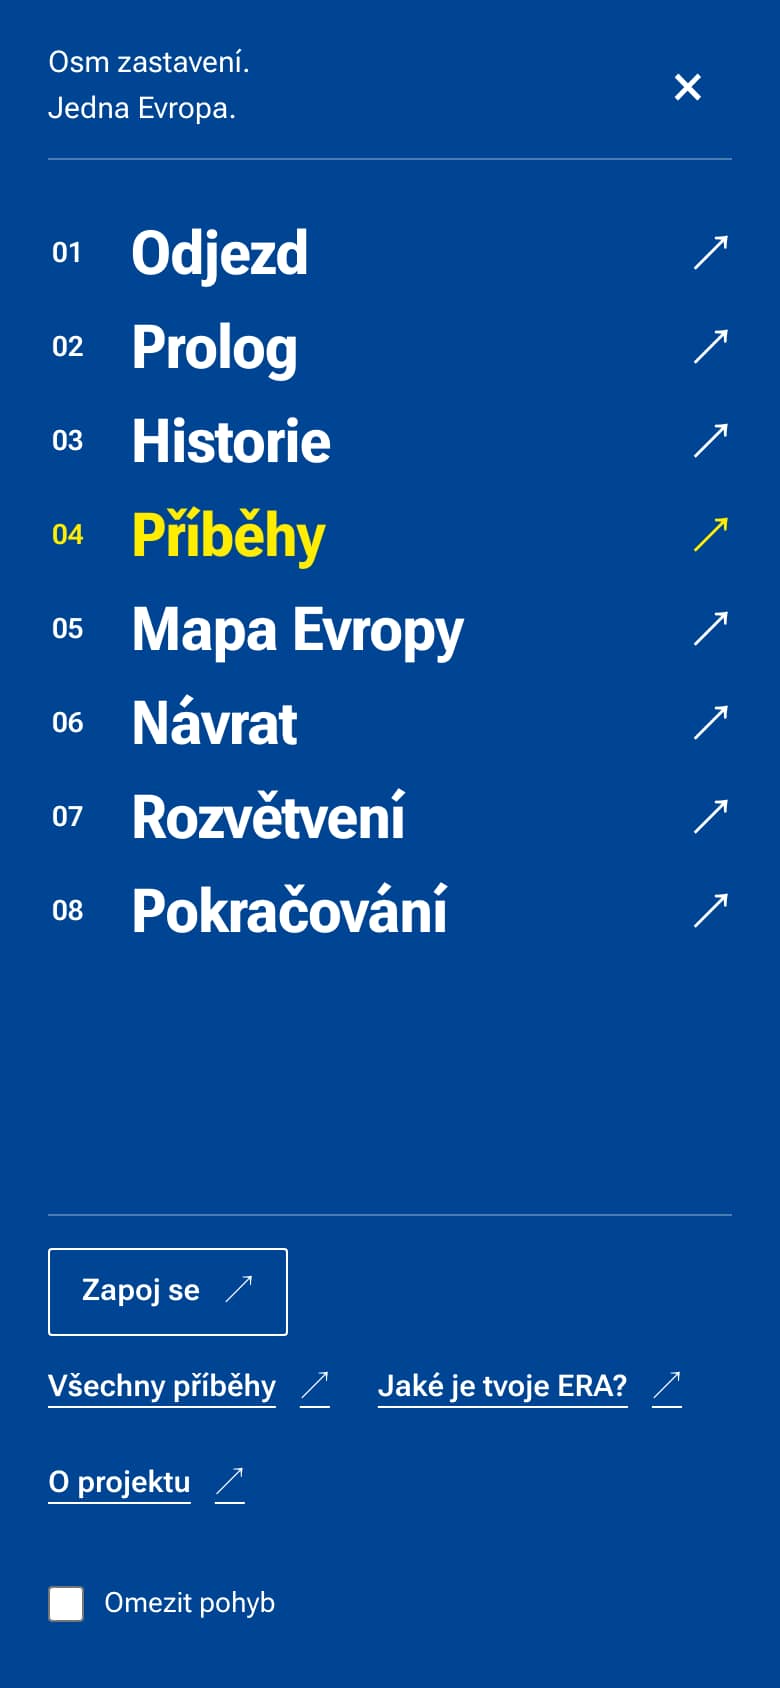 Osm zastavení.
Jedna Evropa.
01 Odjezd
02 Prolog
03 Historie
04 Příběhy
05 Mapa Evropy
06 Návrat
07 Rozvětvení
08 Pokračování
Zapoj se
Všechny příběhy Jaké je tvoje ERA?
O projektu
Omezit pohyb